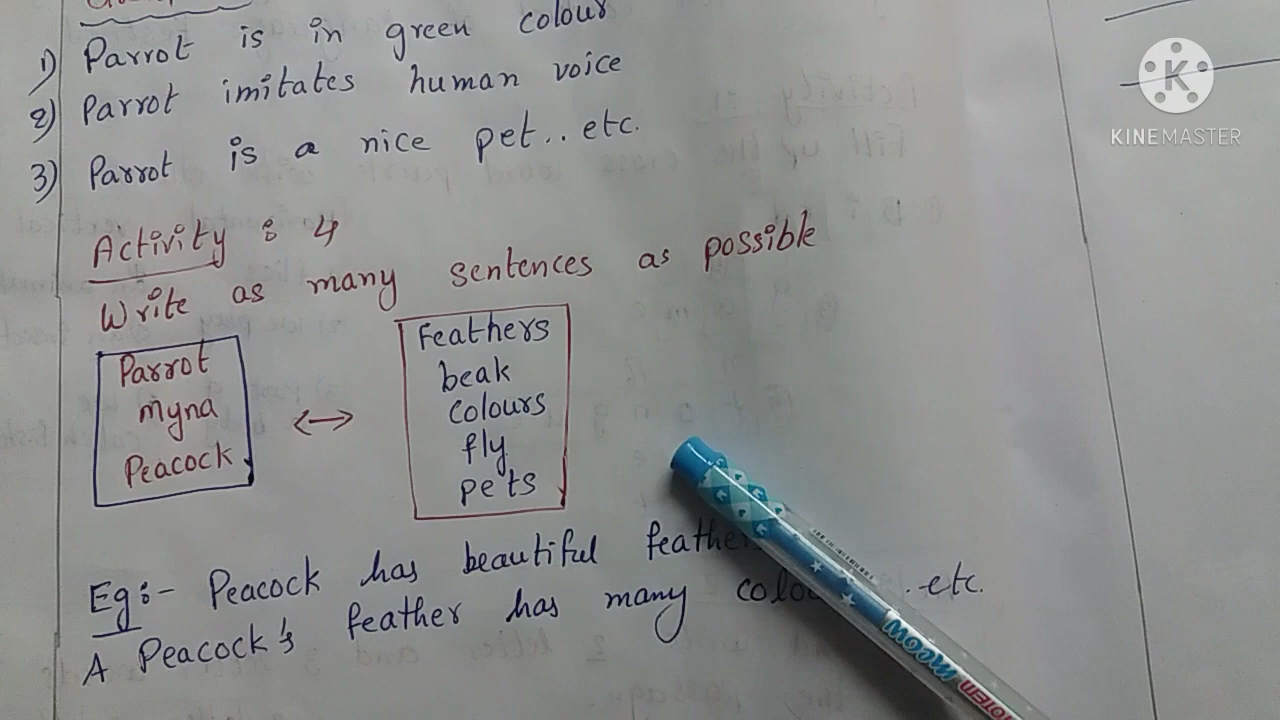 1) Parrot is in green colour
2) Parrot imitates human voice
3) Parrot is a nice pet.. etc.
Activity : 4
Write as many sentences as possible
Parrot
myna
Peacock
↔
Feathers
beak
colours
fly
pets
Eg:- Peacock has beautiful feather
A Peacock's feather has many colo .etc.
K
KINEMASTER
MEOOW